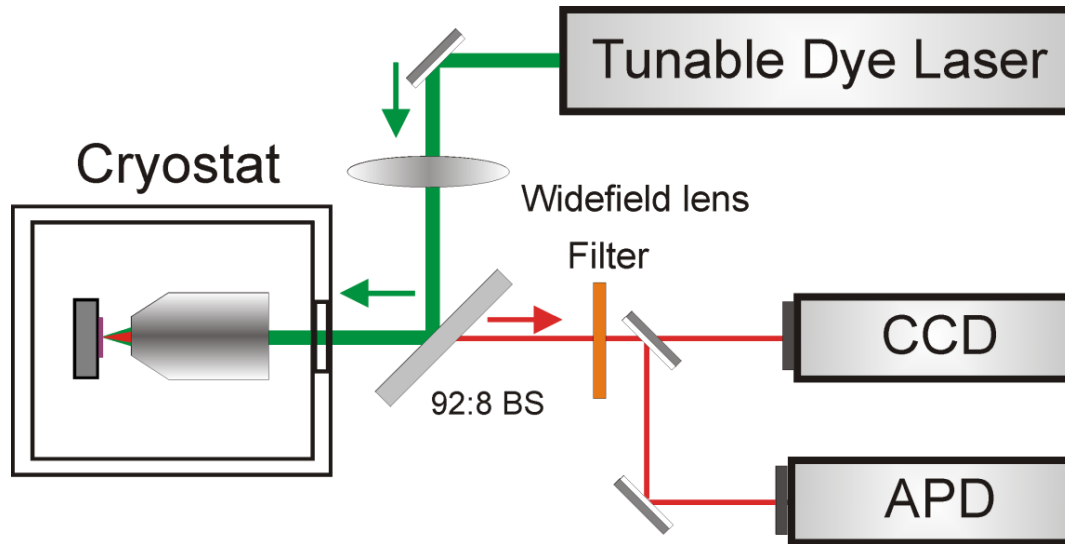 Tunable Dye Laser
Cryostat
Widefield lens
Filter
CCD
92:8 BS
APD